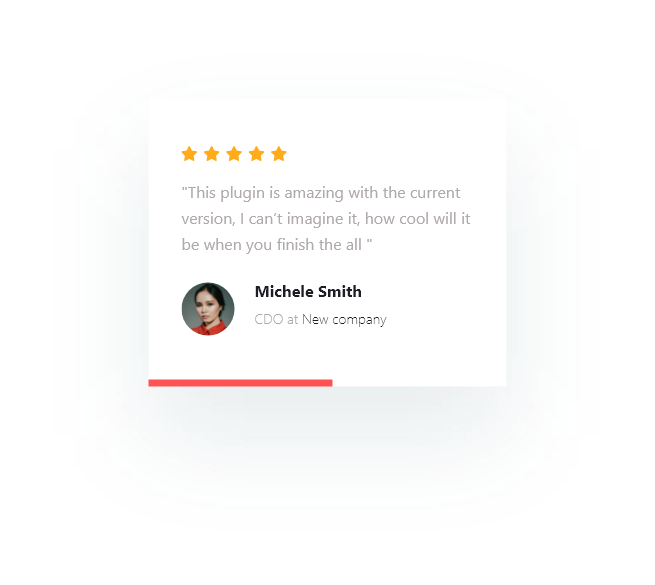 "This plugin is amazing with the current
version, I can't imagine it, how cool will it
be when you finish the all "
Michele Smith
CDO at New company